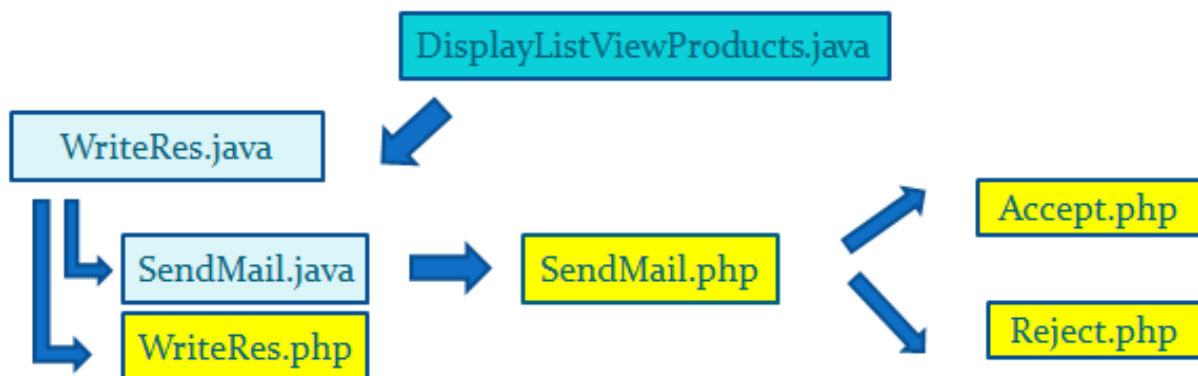 DisplayListViewProducts.java
WriteRes.java
Accept.php
SendMail.java
SendMail.php
WriteRes.php
Reject.php